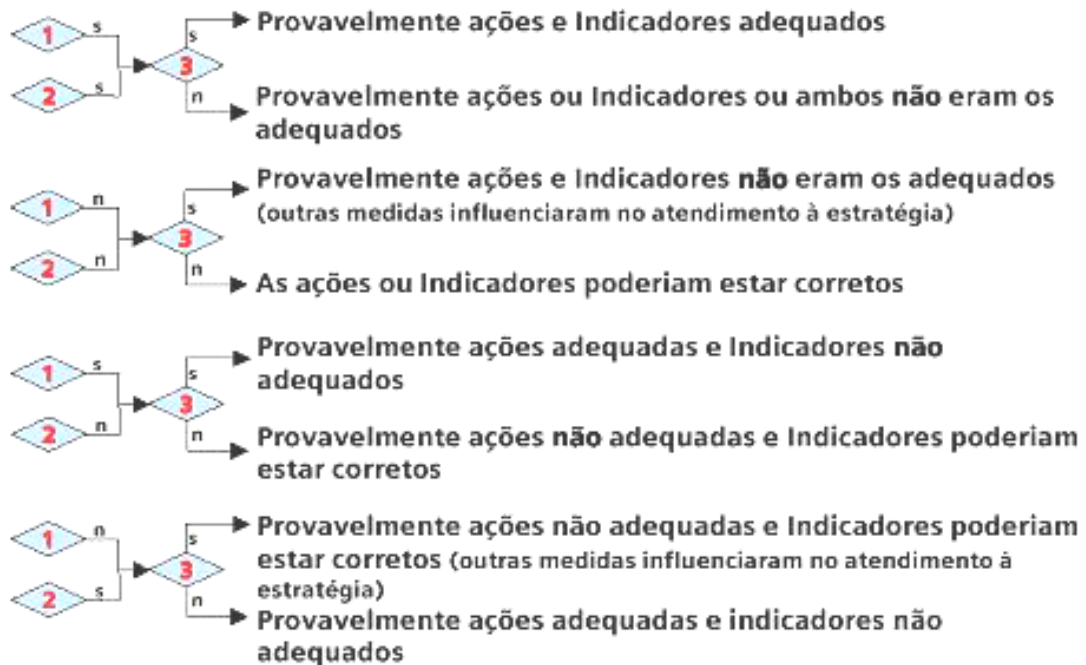 1 s
s Provavelmente ações e Indicadores adequados
3
2 s
n Provavelmente ações ou Indicadores ou ambos não eram os
adequados
1 n
s Provavelmente ações e Indicadores não eram os adequados
(outras medidas influenciaram no atendimento à estratégia)
3
2 n
n As ações ou Indicadores poderiam estar corretos
1 s
s Provavelmente ações adequadas e Indicadores não
adequados
3
2 n
n Provavelmente ações não adequadas e Indicadores poderiam
estar corretos
1 n
s Provavelmente ações não adequadas e Indicadores poderiam
estar corretos (outras medidas influenciaram no atendimento à
estratégia)
3
2 s
n Provavelmente ações adequadas e indicadores não
adequados